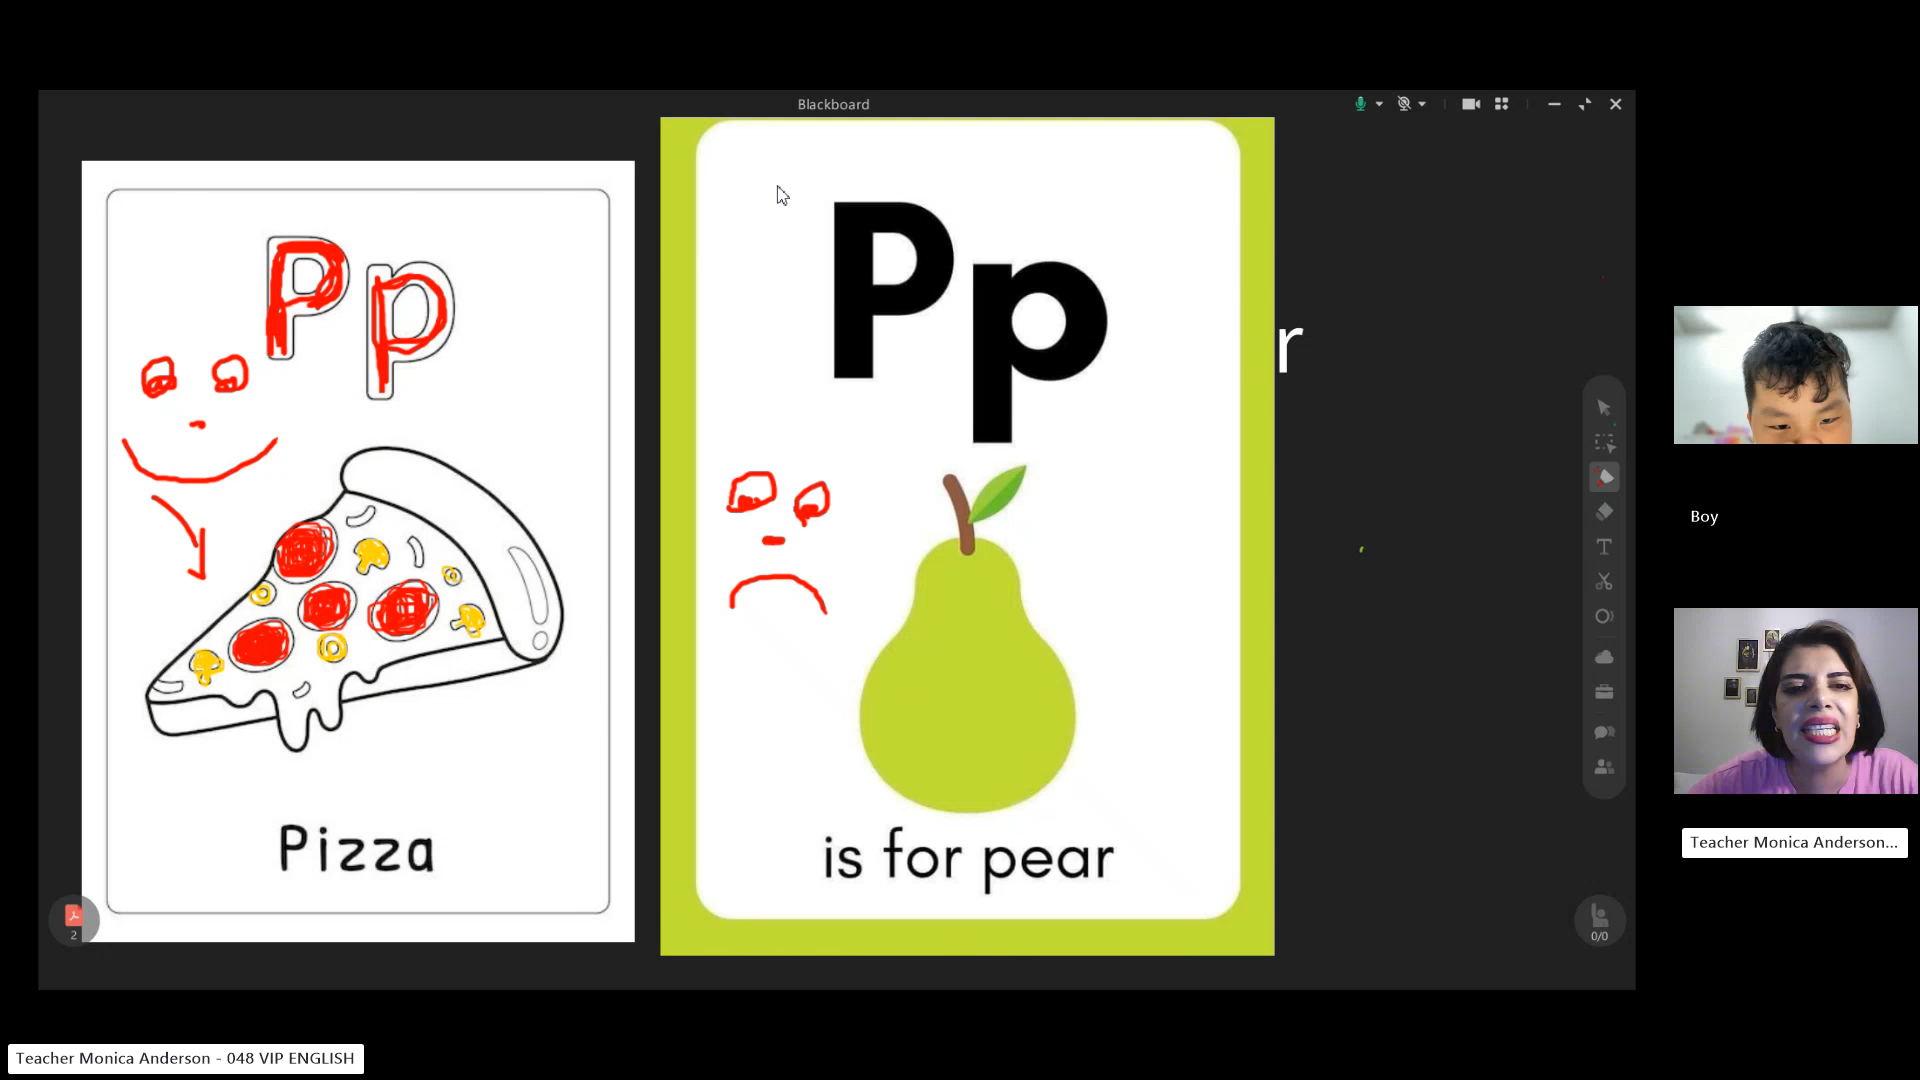 Blackboard
Pp
Pizza
Pp
is for pear
r
2
0/0
Boy
Teacher Monica Anderson...
Teacher Monica Anderson - 048 VIP ENGLISH